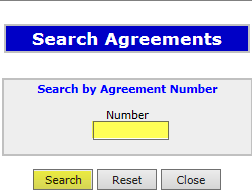 Search Agreements
Search by Agreement Number
Number
Search Reset Close